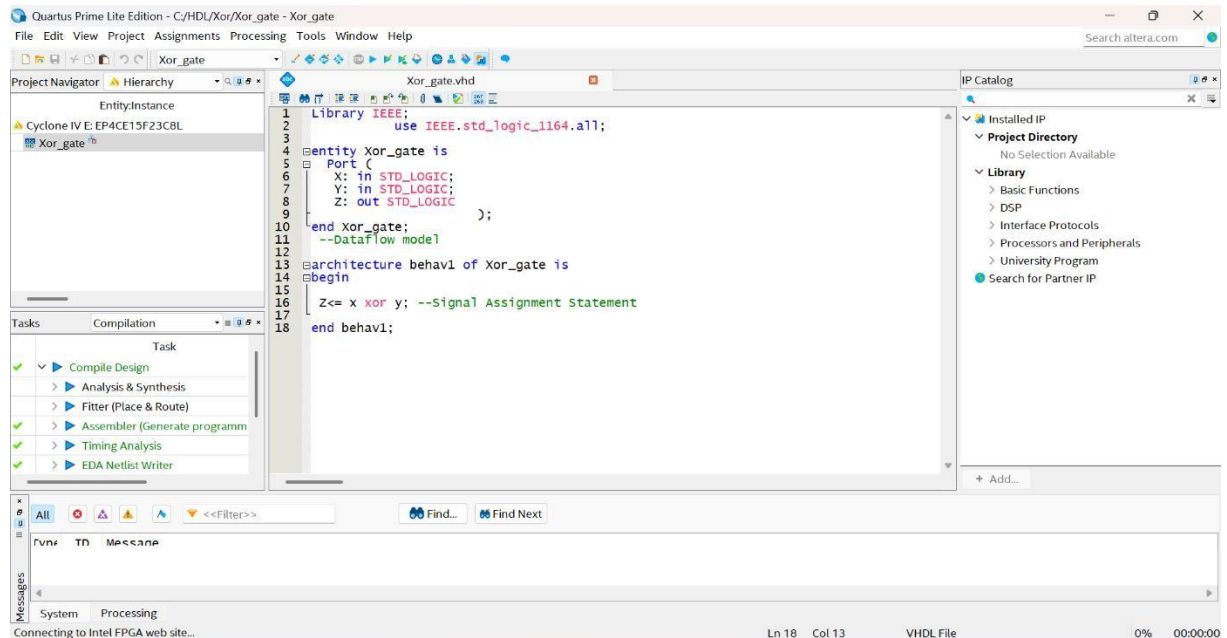 Quartus Prime Lite Edition - C:/HDL/Xor/Xor_gate - Xor_gate
File Edit View Project Assignments Processing Tools Window Help
Search altera.com
Xor_gate
Project Navigator Hierarchy
Entity:Instance
Cyclone IV E: EP4CE15F23C8L
Xor_gate
Tasks Compilation
Task
Compile Design
Analysis & Synthesis
Fitter (Place & Route)
Assembler (Generate programm
Timing Analysis
EDA Netlist Writer
Xor_gate.vhd
1 Library IEEE;
2 use IEEE.std_logic_1164.all;
3
4 entity Xor_gate is
5 Port (
6 X: in STD_LOGIC;
7 Y: in STD_LOGIC;
8 Z: out STD_LOGIC
9 );
10 end Xor_gate;
11 --Dataflow model
12
13 architecture behav1 of Xor_gate is
14 begin
15
16 Z<= x xor y; --Signal Assignment Statement
17
18 end behav1;
IP Catalog
Installed IP
Project Directory
No Selection Available
Library
Basic Functions
DSP
Interface Protocols
Processors and Peripherals
University Program
Search for Partner IP
+ Add...
All <<Filter>> Find... Find Next
Type ID Message
Messages
System Processing
Connecting to Intel FPGA web site... Ln 18 Col 13 VHDL File 0% 00:00:00